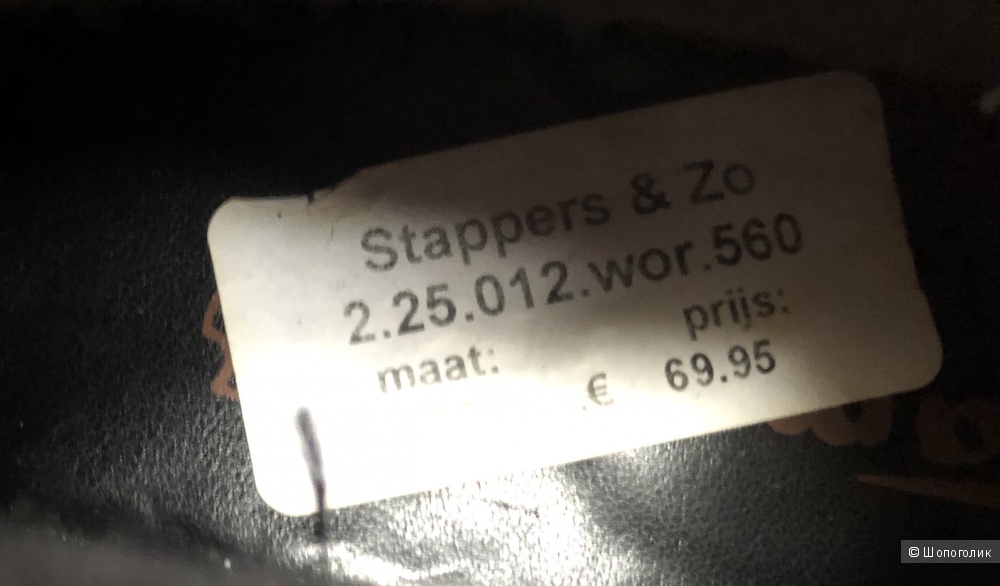 Stappers & Zo
2.25.012.wor.560
prijs:
maat:
€ 69.95
© Шопоголик